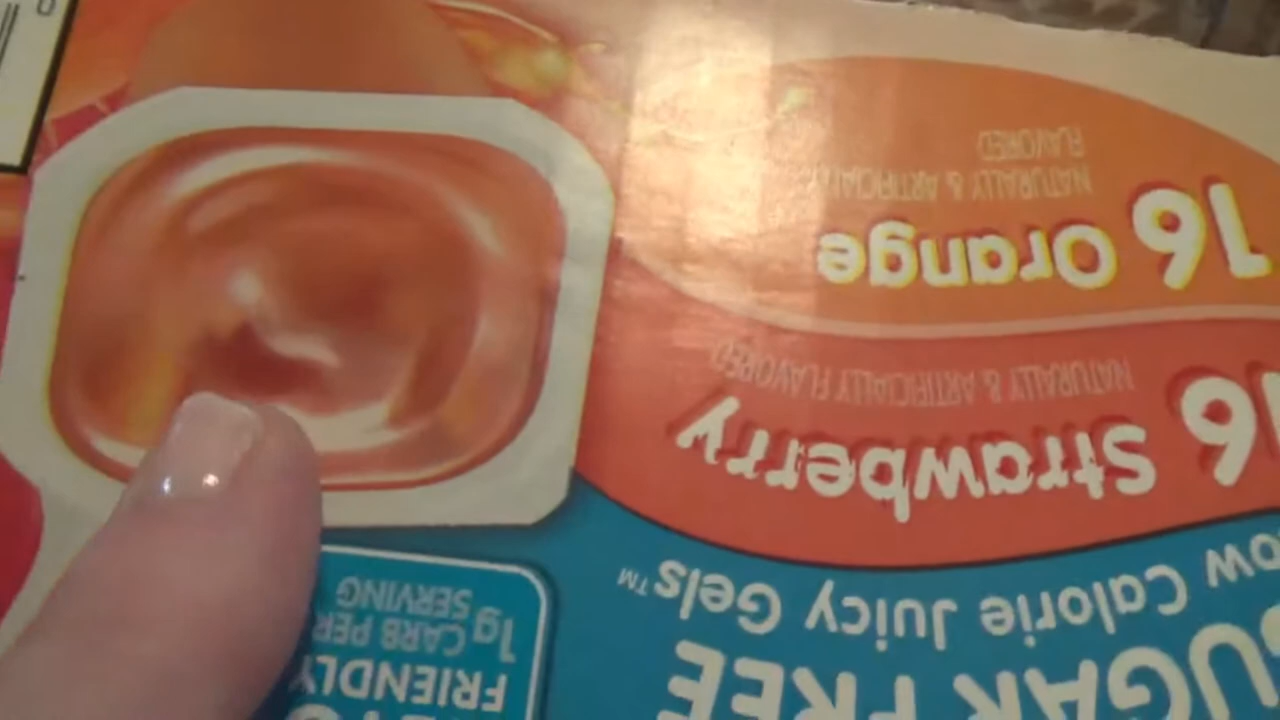 SUGAR FREE
Low Calorie Juicy Gels™
FRIENDLY
1g CARB PER
SERVING
16 Strawberry
NATURALLY & ARTIFICIALLY FLAVORED
16 Orange
NATURALLY & ARTIFICIALLY
FLAVORED